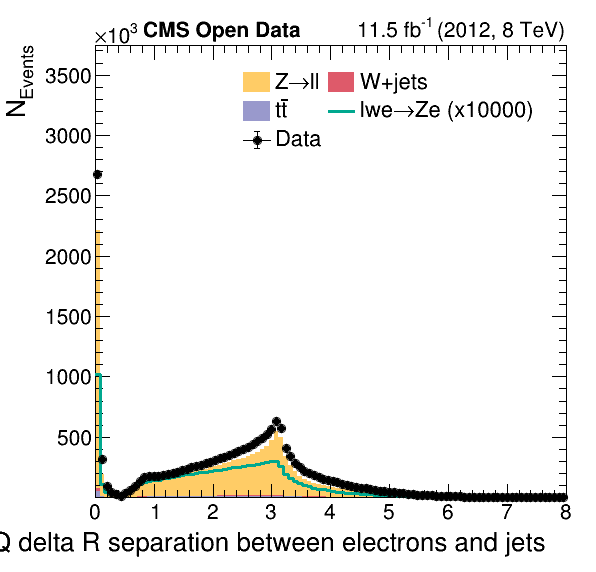 ×10³ CMS Open Data 11.5 fb⁻¹ (2012, 8 TeV)
N_Events
3500
3000
2500
2000
1500
1000
500
Z→ll W+jets
tt̄ lwe→Ze (x10000)
Data
0 1 2 3 4 5 6 7 8
Q delta R separation between electrons and jets